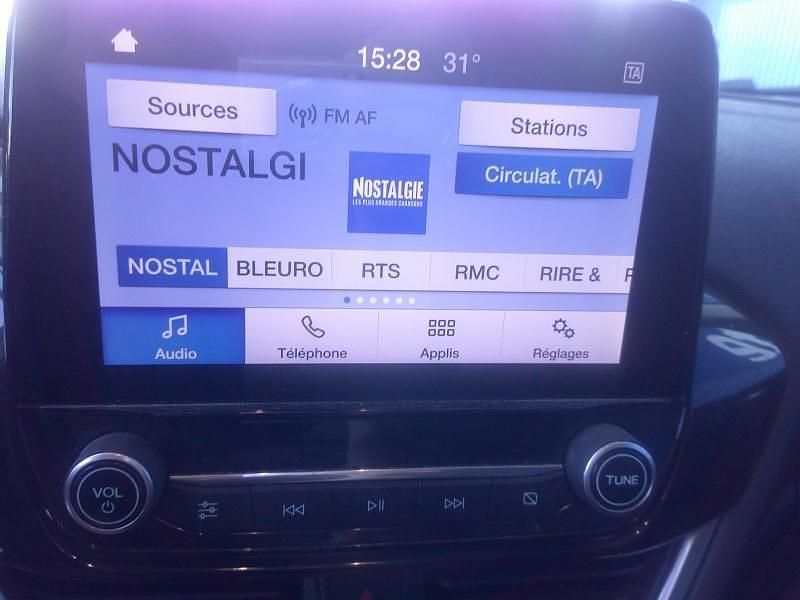 15:28 31°
TA
Sources
FM AF
Stations
NOSTALGI
NOSTALGIE
LES PLUS GRANDES CHANSONS
Circulat. (TA)
NOSTAL BLEURO RTS RMC RIRE &
Audio Téléphone Applis Réglages
VOL
TUNE